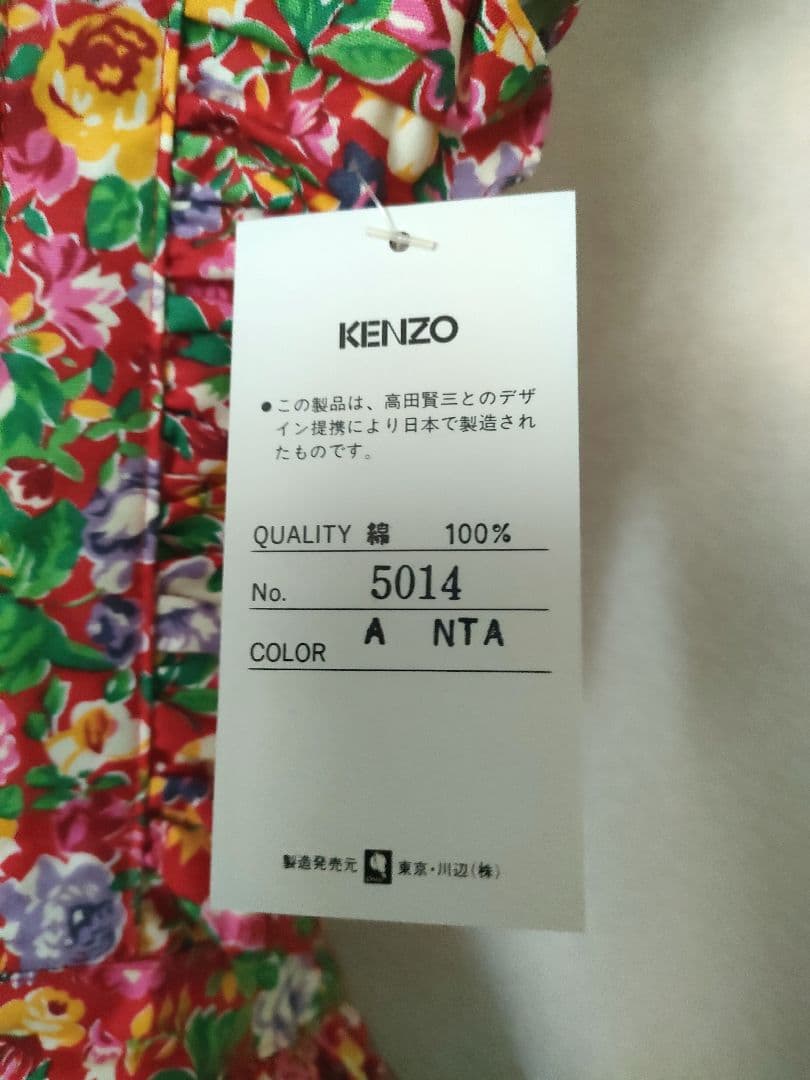 KENZO
●この製品は、高田賢三とのデザ
イン提携により日本で製造され
たものです。
QUALITY 綿 100%
No. 5014
COLOR A NTA
製造発売元 東京・川辺(株)